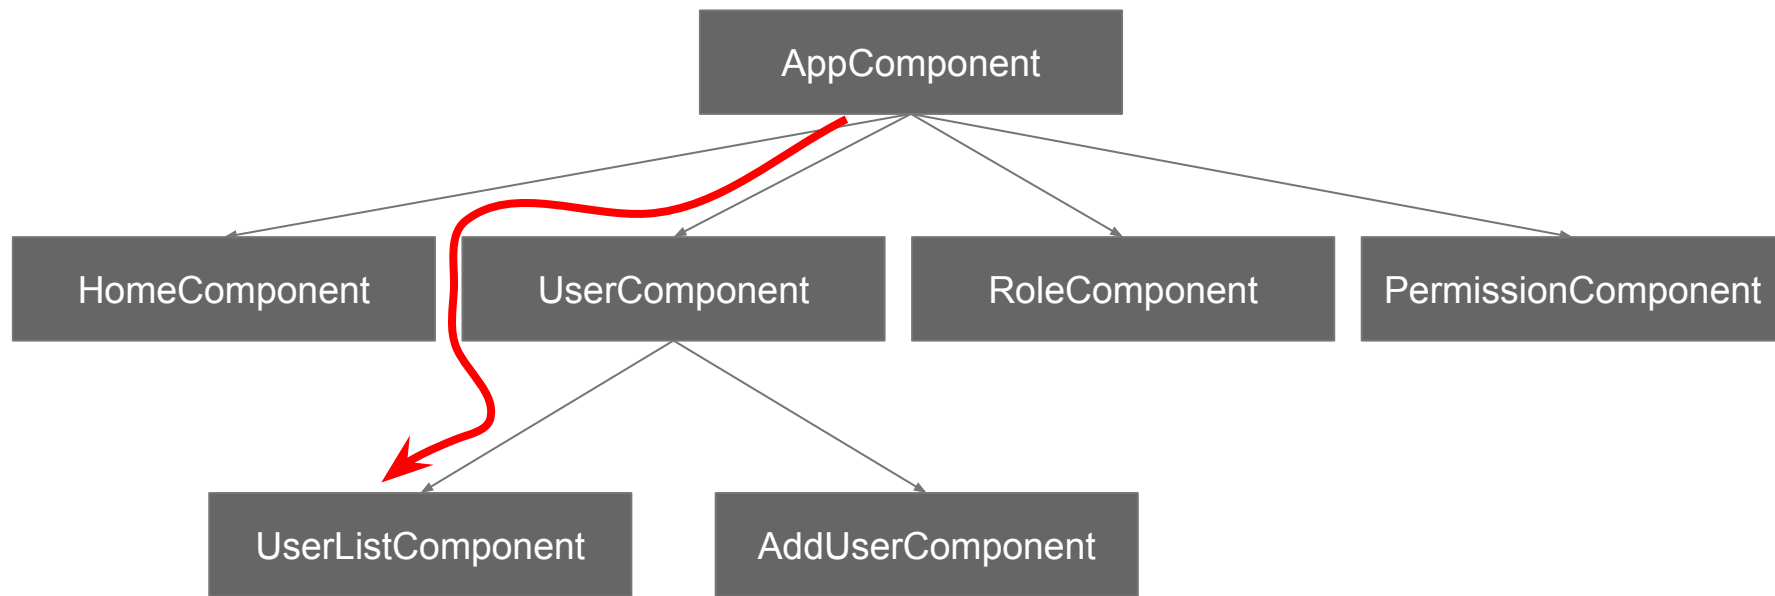 AppComponent
HomeComponent
UserComponent
RoleComponent
PermissionComponent
UserListComponent
AddUserComponent